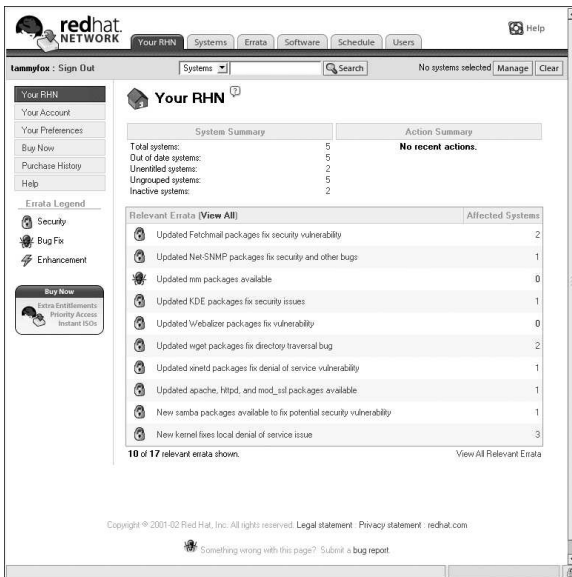 redhat.
NETWORK
Your RHN Systems Errata Software Schedule Users
Help
tammyfox : Sign Out
Systems Search
No systems selected Manage Clear
Your RHN
Your Account
Your Preferences
Buy Now
Purchase History
Help
Errata Legend
Security
Bug Fix
Enhancement
Buy Now
Extra Entitlements
Priority Access
Instant ISOs
Your RHN ?
System Summary
Total systems: 5
Out of date systems: 5
Unentitled systems: 2
Ungrouped systems: 5
Inactive systems: 2
Action Summary
No recent actions.
Relevant Errata (View All) Affected Systems
Updated Fetchmail packages fix security vulnerability 2
Updated Net-SNMP packages fix security and other bugs 1
Updated mm packages available 0
Updated KDE packages fix security issues 1
Updated Webalizer packages fix vulnerability 0
Updated wget packages fix directory traversal bug 2
Updated xinetd packages fix denial of service vulnerability 1
Updated apache, httpd, and mod_ssl packages available 1
New samba packages available to fix potential security vulnerability 1
New kernel fixes local denial of service issue 3
10 of 17 relevant errata shown. View All Relevant Errata
Copyright © 2001-02 Red Hat, Inc. All rights reserved. Legal statement : Privacy statement : redhat.com
Something wrong with this page? Submit a bug report.